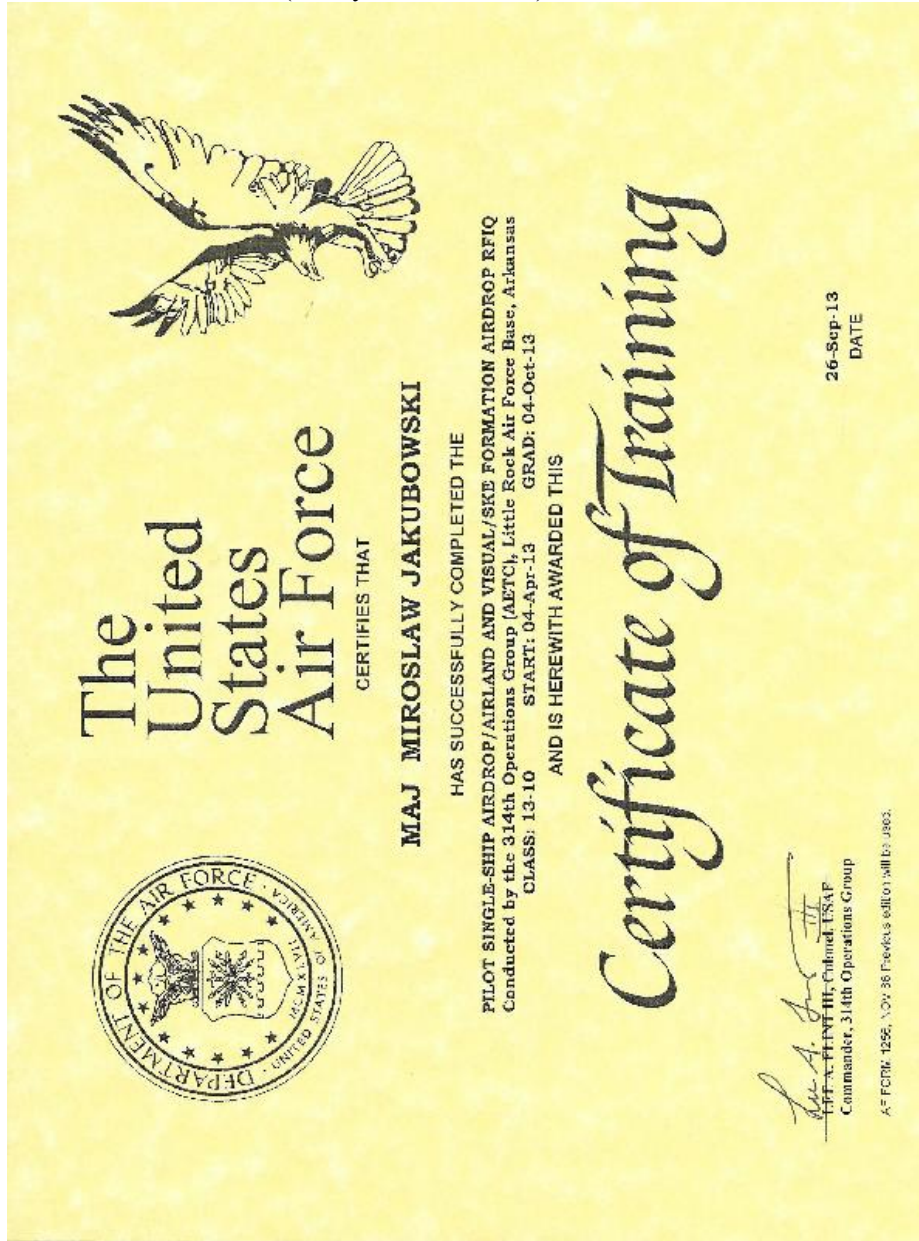 DEPARTMENT OF THE AIR FORCE
UNITED STATES OF AMERICA
MCMXLVII
The
United
States
Air Force
CERTIFIES THAT
MAJ MIROSLAW JAKUBOWSKI
HAS SUCCESSFULLY COMPLETED THE
PILOT SINGLE-SHIP AIRDROP/AIRLAND AND VISUAL/SKE FORMATION AIRDROP RFIQ
Conducted by the 314th Operations Group (AETC), Little Rock Air Force Base, Arkansas
CLASS: 13-10 START: 04-Apr-13 GRAD: 04-Oct-13
AND IS HEREWITH AWARDED THIS
Certificate of Training
LEE A. FLINT III, Colonel, USAF
Commander, 314th Operations Group
26-Sep-13
DATE
AF FORM 1256, NOV 86 Previous edition will be used.